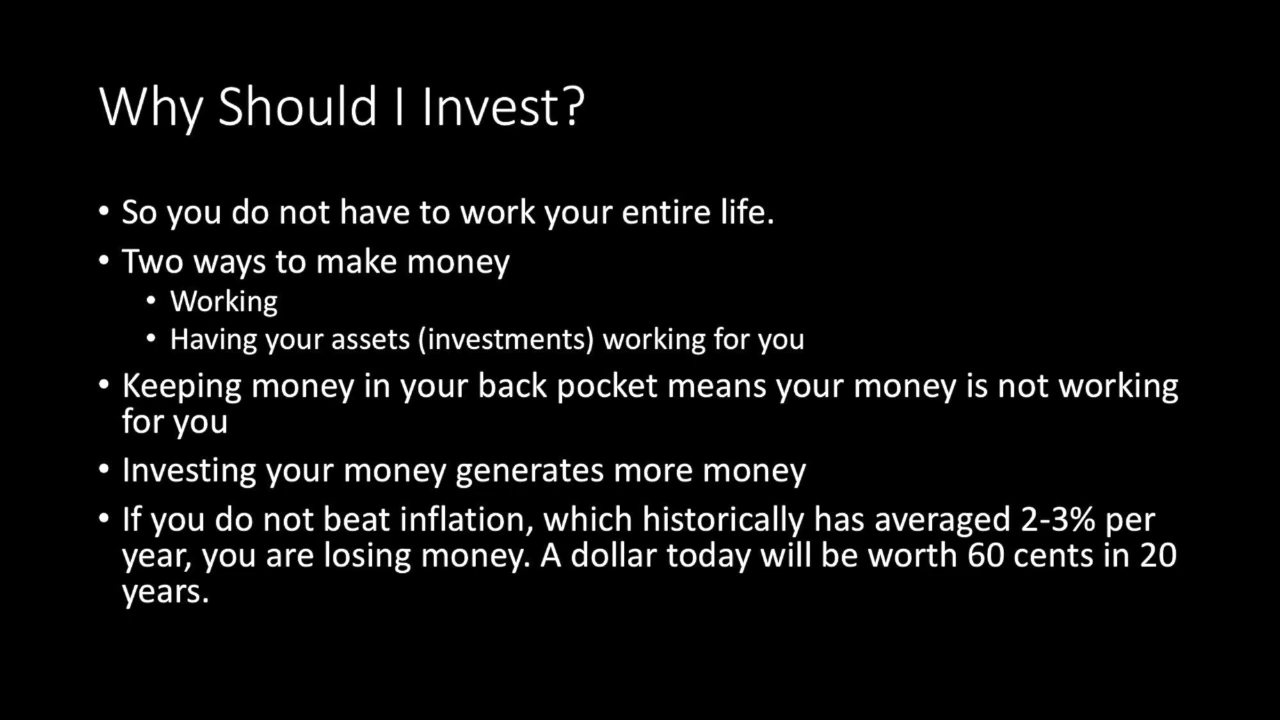 Why Should I Invest?
• So you do not have to work your entire life.
• Two ways to make money
• Working
• Having your assets (investments) working for you
• Keeping money in your back pocket means your money is not working
for you
• Investing your money generates more money
• If you do not beat inflation, which historically has averaged 2-3% per
year, you are losing money. A dollar today will be worth 60 cents in 20
years.